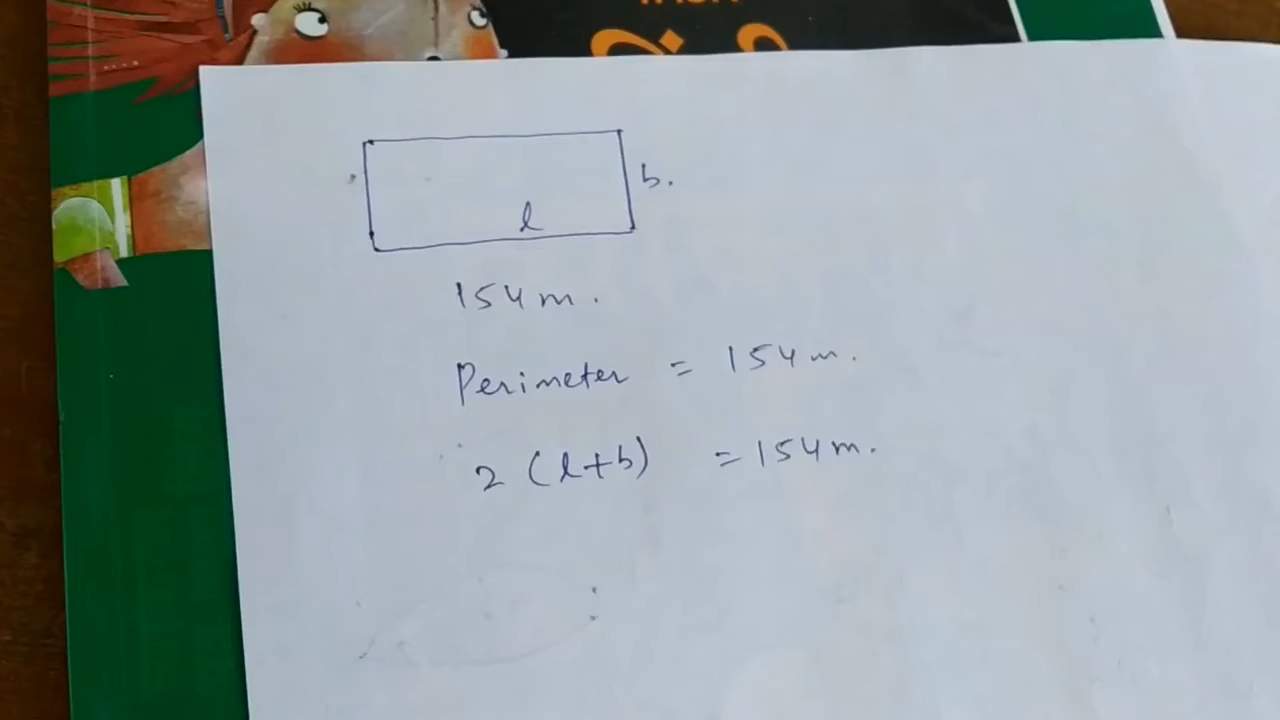 b.
l
154 m.
Perimeter = 154 m.
2 (l+b) = 154 m.